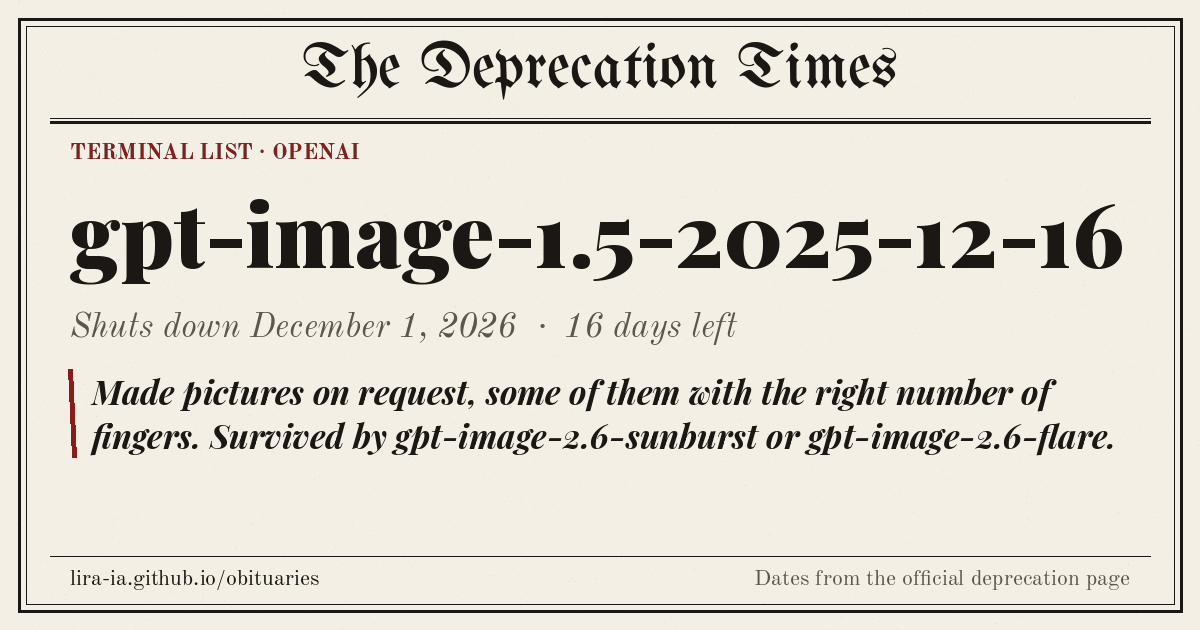 The Deprecation Times
TERMINAL LIST · OPENAI
gpt-image-1.5-2025-12-16
Shuts down December 1, 2026 · 16 days left
Made pictures on request, some of them with the right number of
fingers. Survived by gpt-image-2.6-sunburst or gpt-image-2.6-flare.
lira-ia.github.io/obituaries
Dates from the official deprecation page